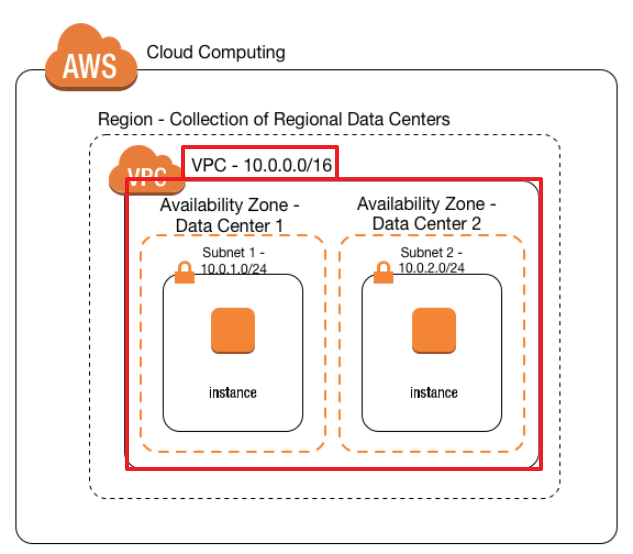 AWS
Cloud Computing
Region - Collection of Regional Data Centers
VPC
VPC - 10.0.0.0/16
Availability Zone -
Data Center 1
Availability Zone -
Data Center 2
Subnet 1 -
10.0.1.0/24
Subnet 2 -
10.0.2.0/24
instance
instance